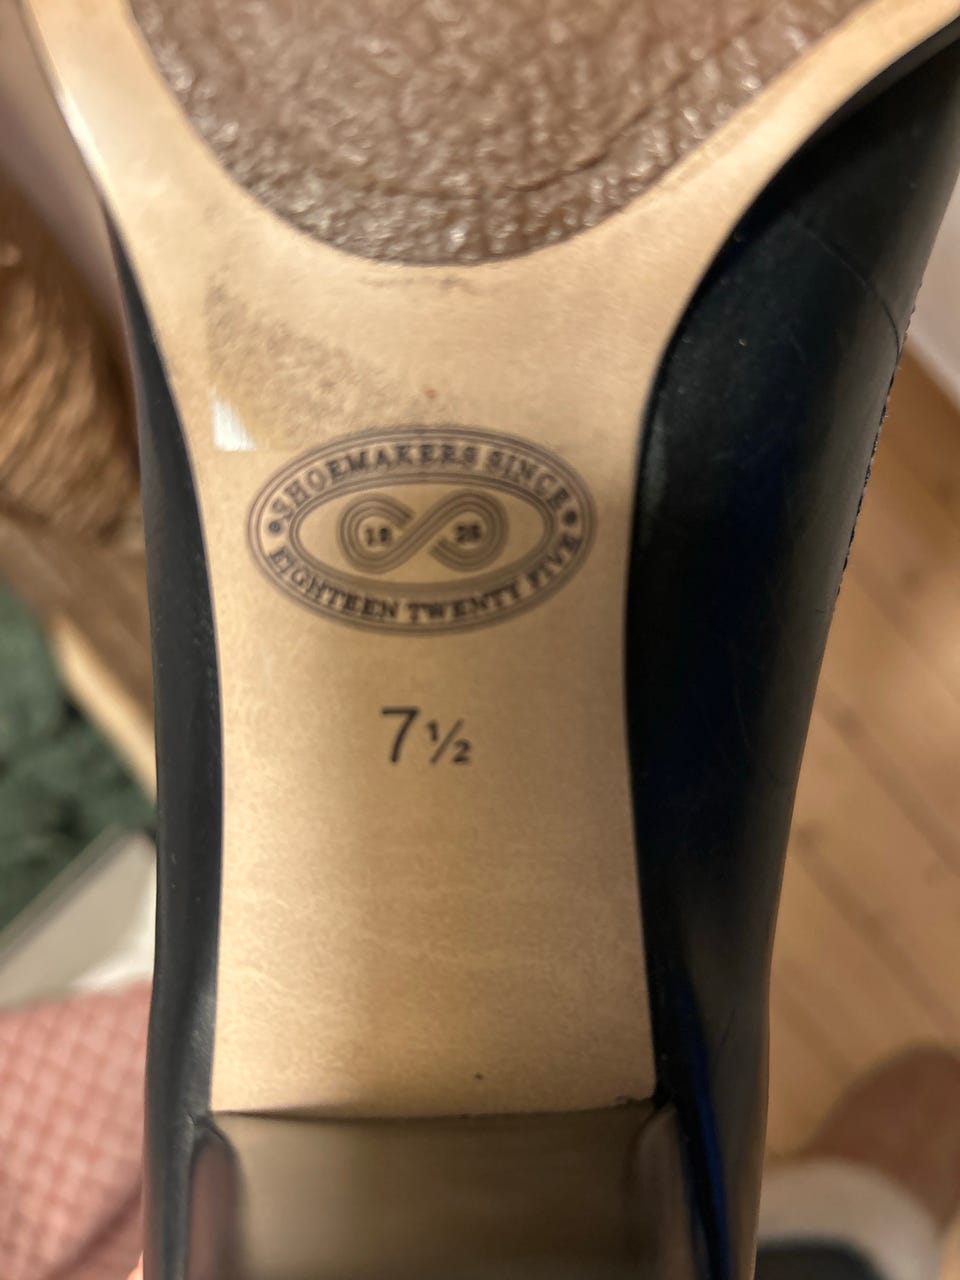 SHOEMAKERS SINCE
18 25
EIGHTEEN TWENTY FIVE
7½